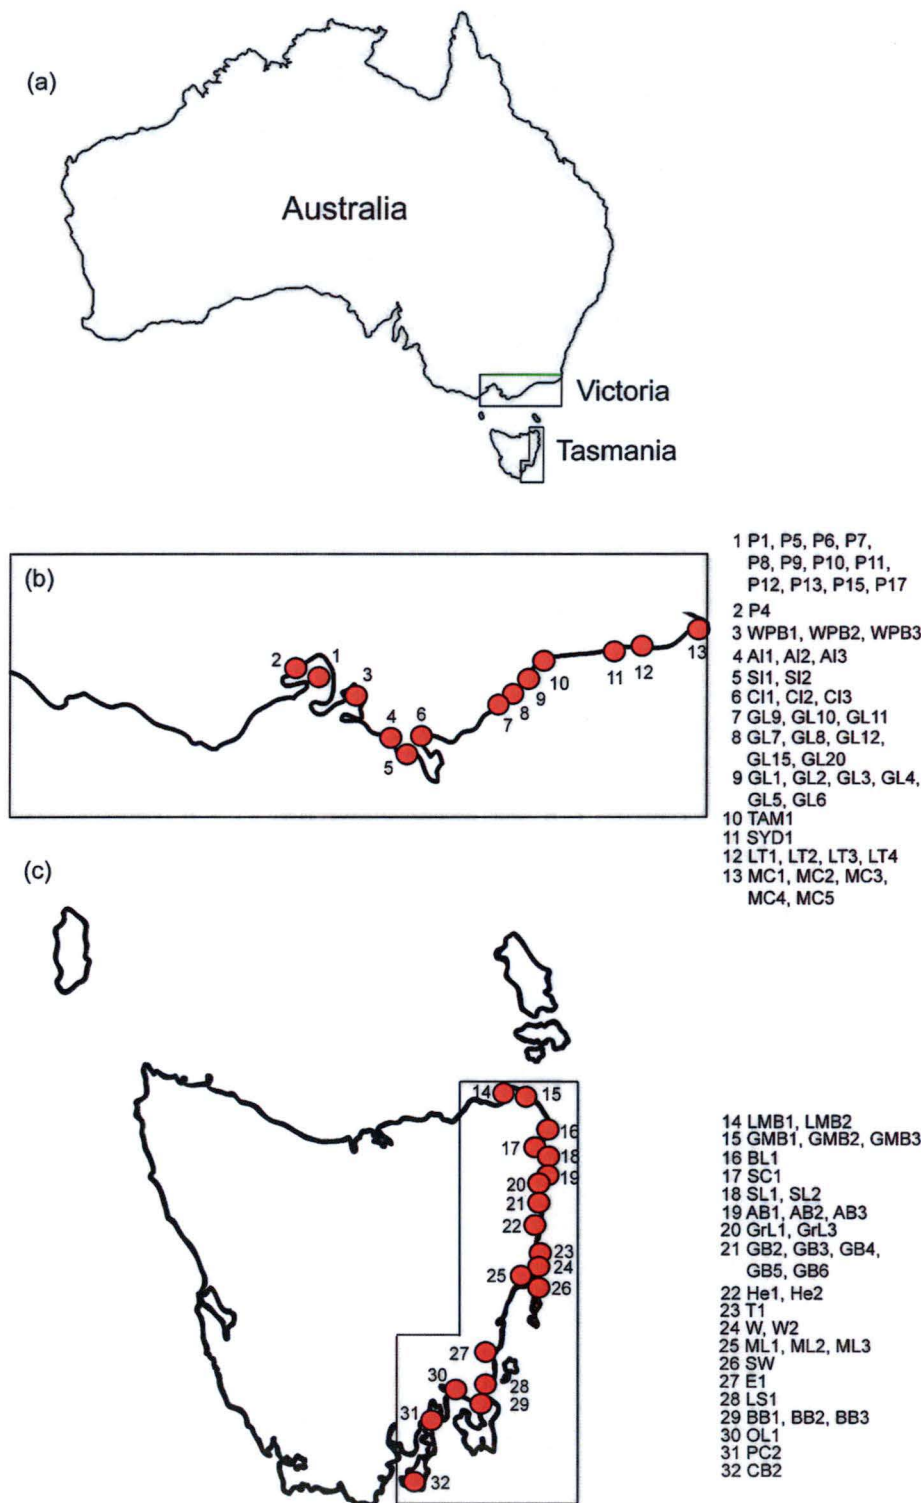 (a)
Australia
Victoria
Tasmania
(b)
1 P1, P5, P6, P7,
P8, P9, P10, P11,
P12, P13, P15, P17
2 P4
3 WPB1, WPB2, WPB3
4 AI1, AI2, AI3
5 SI1, SI2
6 CI1, CI2, CI3
7 GL9, GL10, GL11
8 GL7, GL8, GL12,
GL15, GL20
9 GL1, GL2, GL3, GL4,
GL5, GL6
10 TAM1
11 SYD1
12 LT1, LT2, LT3, LT4
13 MC1, MC2, MC3,
MC4, MC5
2
1
3
4
5
6
7
8
9
10
11
12
13
(c)
14
15
16
17
18
19
20
21
22
23
24
25
26
27
28
29
30
31
32
14 LMB1, LMB2
15 GMB1, GMB2, GMB3
16 BL1
17 SC1
18 SL1, SL2
19 AB1, AB2, AB3
20 GrL1, GrL3
21 GB2, GB3, GB4,
GB5, GB6
22 He1, He2
23 T1
24 W, W2
25 ML1, ML2, ML3
26 SW
27 E1
28 LS1
29 BB1, BB2, BB3
30 OL1
31 PC2
32 CB2